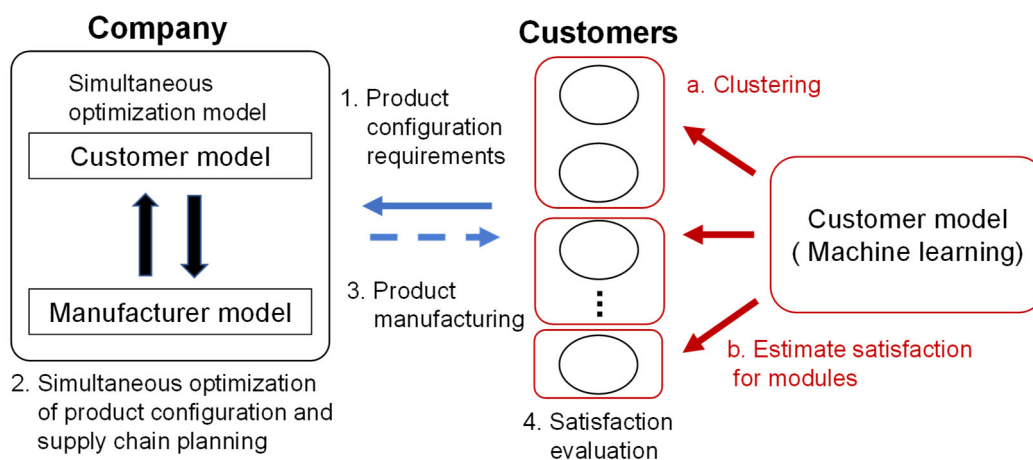 Company
Simultaneous
optimization model
Customer model
Manufacturer model
2. Simultaneous optimization
of product configuration and
supply chain planning
1. Product
configuration
requirements
3. Product
manufacturing
Customers
4. Satisfaction
evaluation
a. Clustering
Customer model
( Machine learning)
b. Estimate satisfaction
for modules